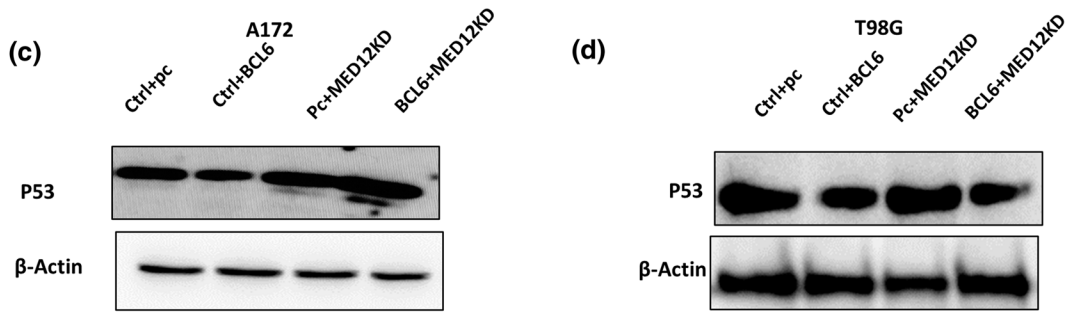 (c)
A172
Ctrl+pc
Ctrl+BCL6
Pc+MED12KD
BCL6+MED12KD
P53
β-Actin
(d)
T98G
Ctrl+pc
Ctrl+BCL6
Pc+MED12KD
BCL6+MED12KD
P53
β-Actin